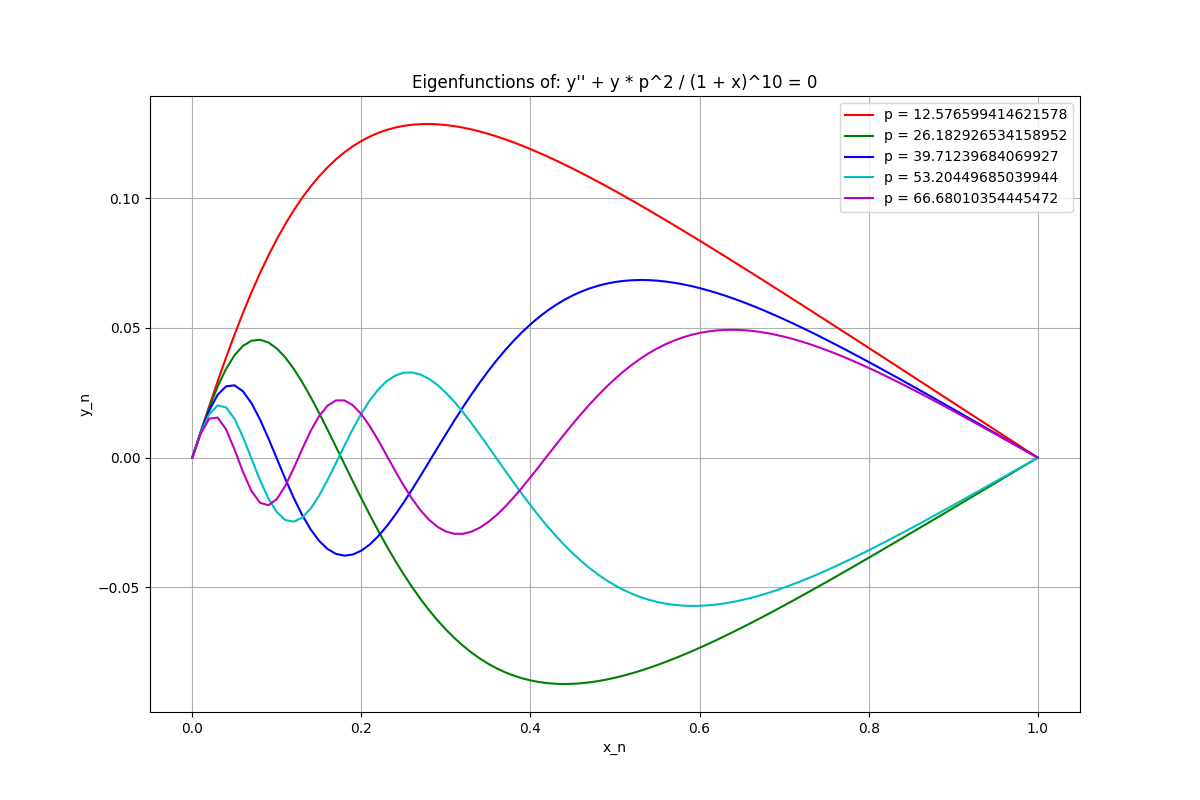 Eigenfunctions of: y'' + y * p^2 / (1 + x)^10 = 0
p = 12.576599414621578
p = 26.182926534158952
p = 39.71239684069927
p = 53.20449685039944
p = 66.68010354445472
0.10
0.05
0.00
−0.05
y_n
0.0 0.2 0.4 0.6 0.8 1.0
x_n